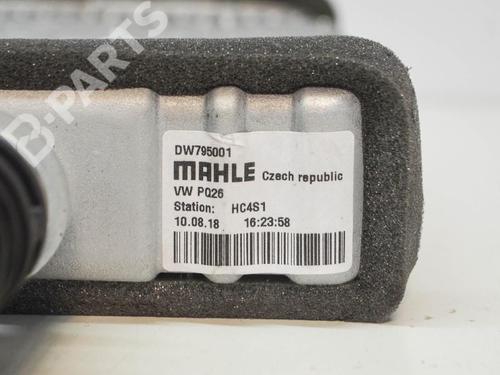 B-PARTS
DW795001
MAHLE Czech republic
VW PQ26
Station: HC4S1
10.08.18 16:23:58